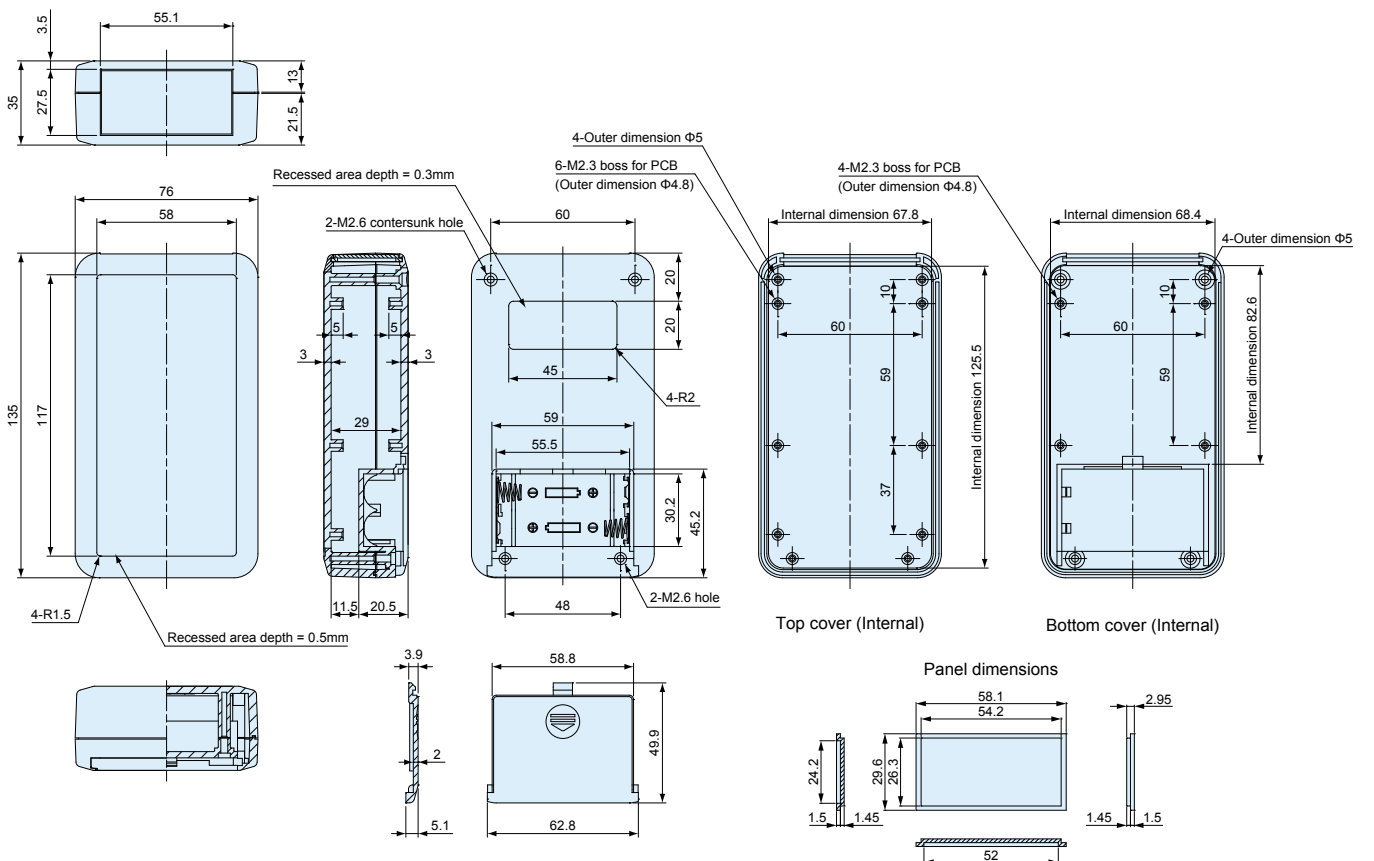 55.1
3.5
35
27.5
13
21.5
76
58
135
117
4-R1.5
Recessed area depth = 0.5mm
5
5
3
3
29
11.5
20.5
Recessed area depth = 0.3mm
2-M2.6 contersunk hole
60
20
20
45
4-R2
59
55.5
30.2
45.2
48
2-M2.6 hole
4-Outer dimension Φ5
6-M2.3 boss for PCB
(Outer dimension Φ4.8)
Internal dimension 67.8
10
60
59
37
Internal dimension 125.5
Top cover (Internal)
4-M2.3 boss for PCB
(Outer dimension Φ4.8)
Internal dimension 68.4
4-Outer dimension Φ5
10
60
59
Internal dimension 82.6
Bottom cover (Internal)
3.9
2
5.1
58.8
49.9
62.8
Panel dimensions
58.1
54.2
2.95
24.2
29.6
26.3
1.5
1.45
1.45
1.5
52